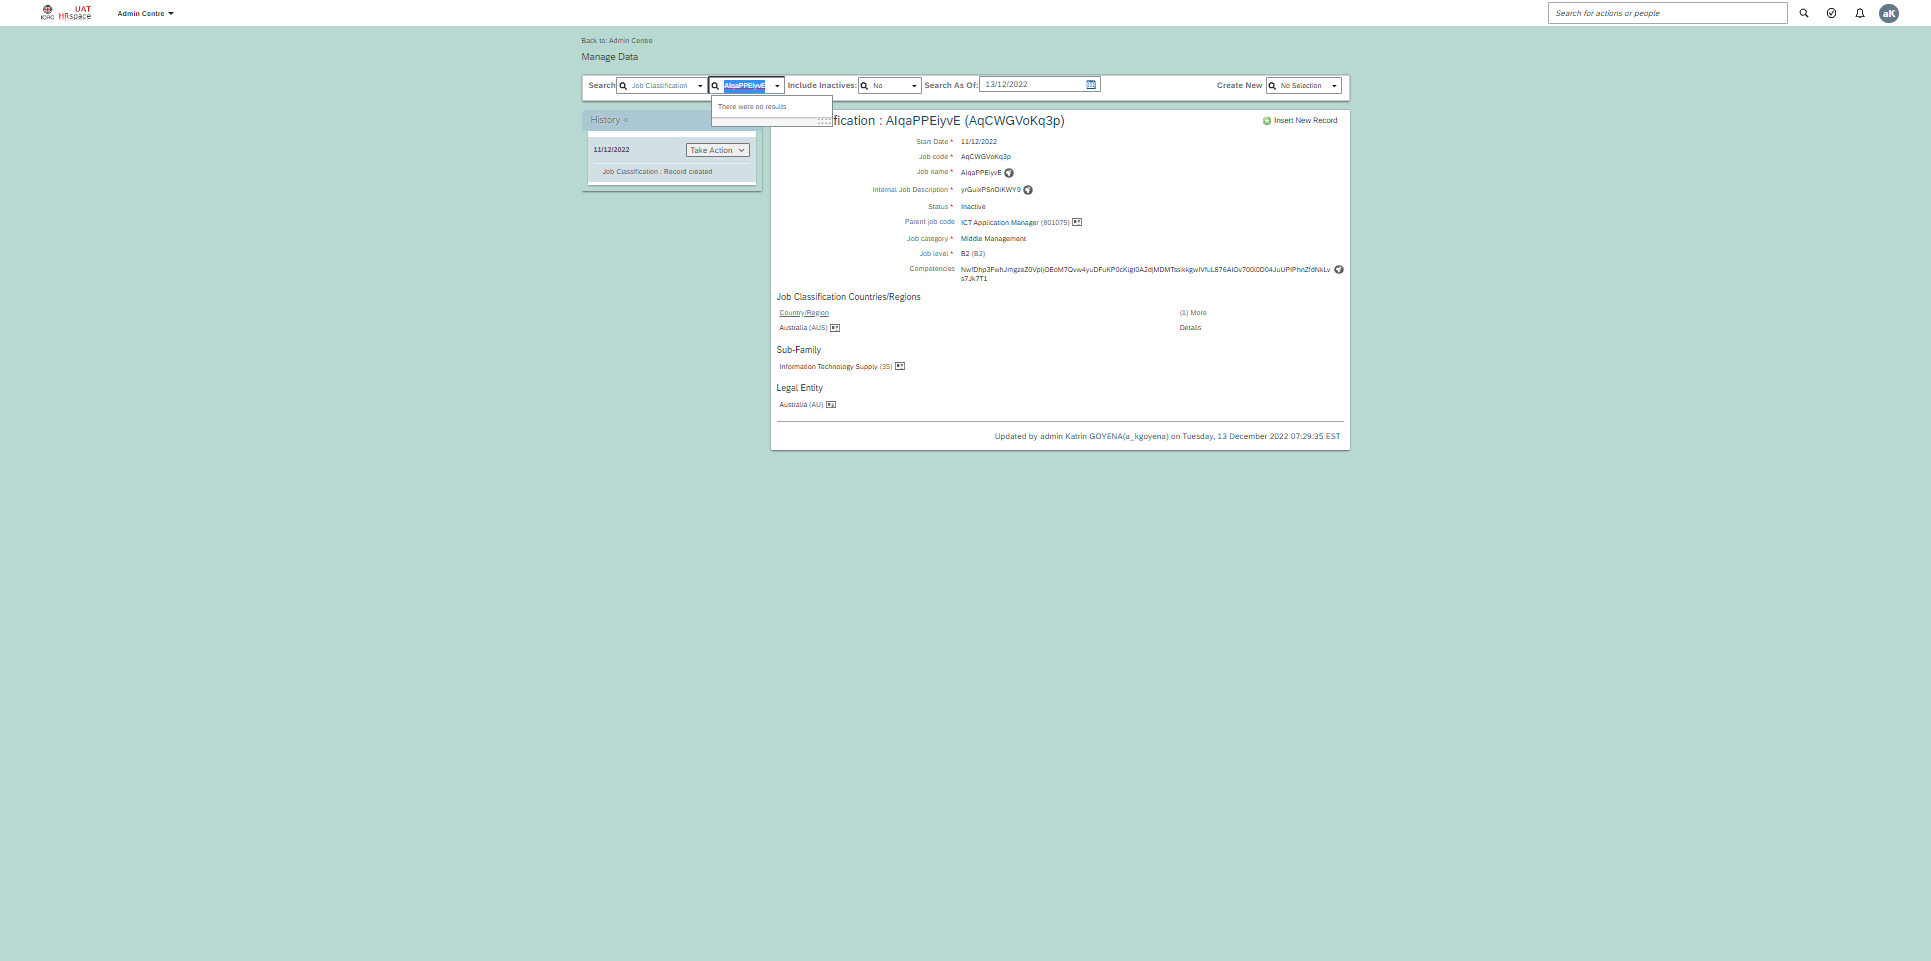 ICRC
UAT
HRspace
Admin Centre
Search for actions or people
aK
Back to: Admin Centre
Manage Data
Search
Job Classification
AIqaPPEiyvE
Include Inactives:
No
Search As Of:
13/12/2022
Create New
No Selection
There were no results
History «
11/12/2022
Take Action
Job Classification : Record created
fication : AIqaPPEiyvE (AqCWGVoKq3p)
Insert New Record
Start Date * 11/12/2022
Job code * AqCWGVoKq3p
Job name * AIqaPPEiyvE
Internal Job Description * yrGuixPSnOiKWY9
Status * Inactive
Parent job code ICT Application Manager (801075)
Job category * Middle Management
Job level * B2 (B2)
Competencies
s7Jk7T1
Job Classification Countries/Regions
Country/Region
(1) More
Australia (AUS)
Details
Sub-Family
Information Technology Supply (35)
Legal Entity
Australia (AU)
Updated by admin Katrin GOYENA(a_kgoyena) on Tuesday, 13 December 2022 07:29:35 EST